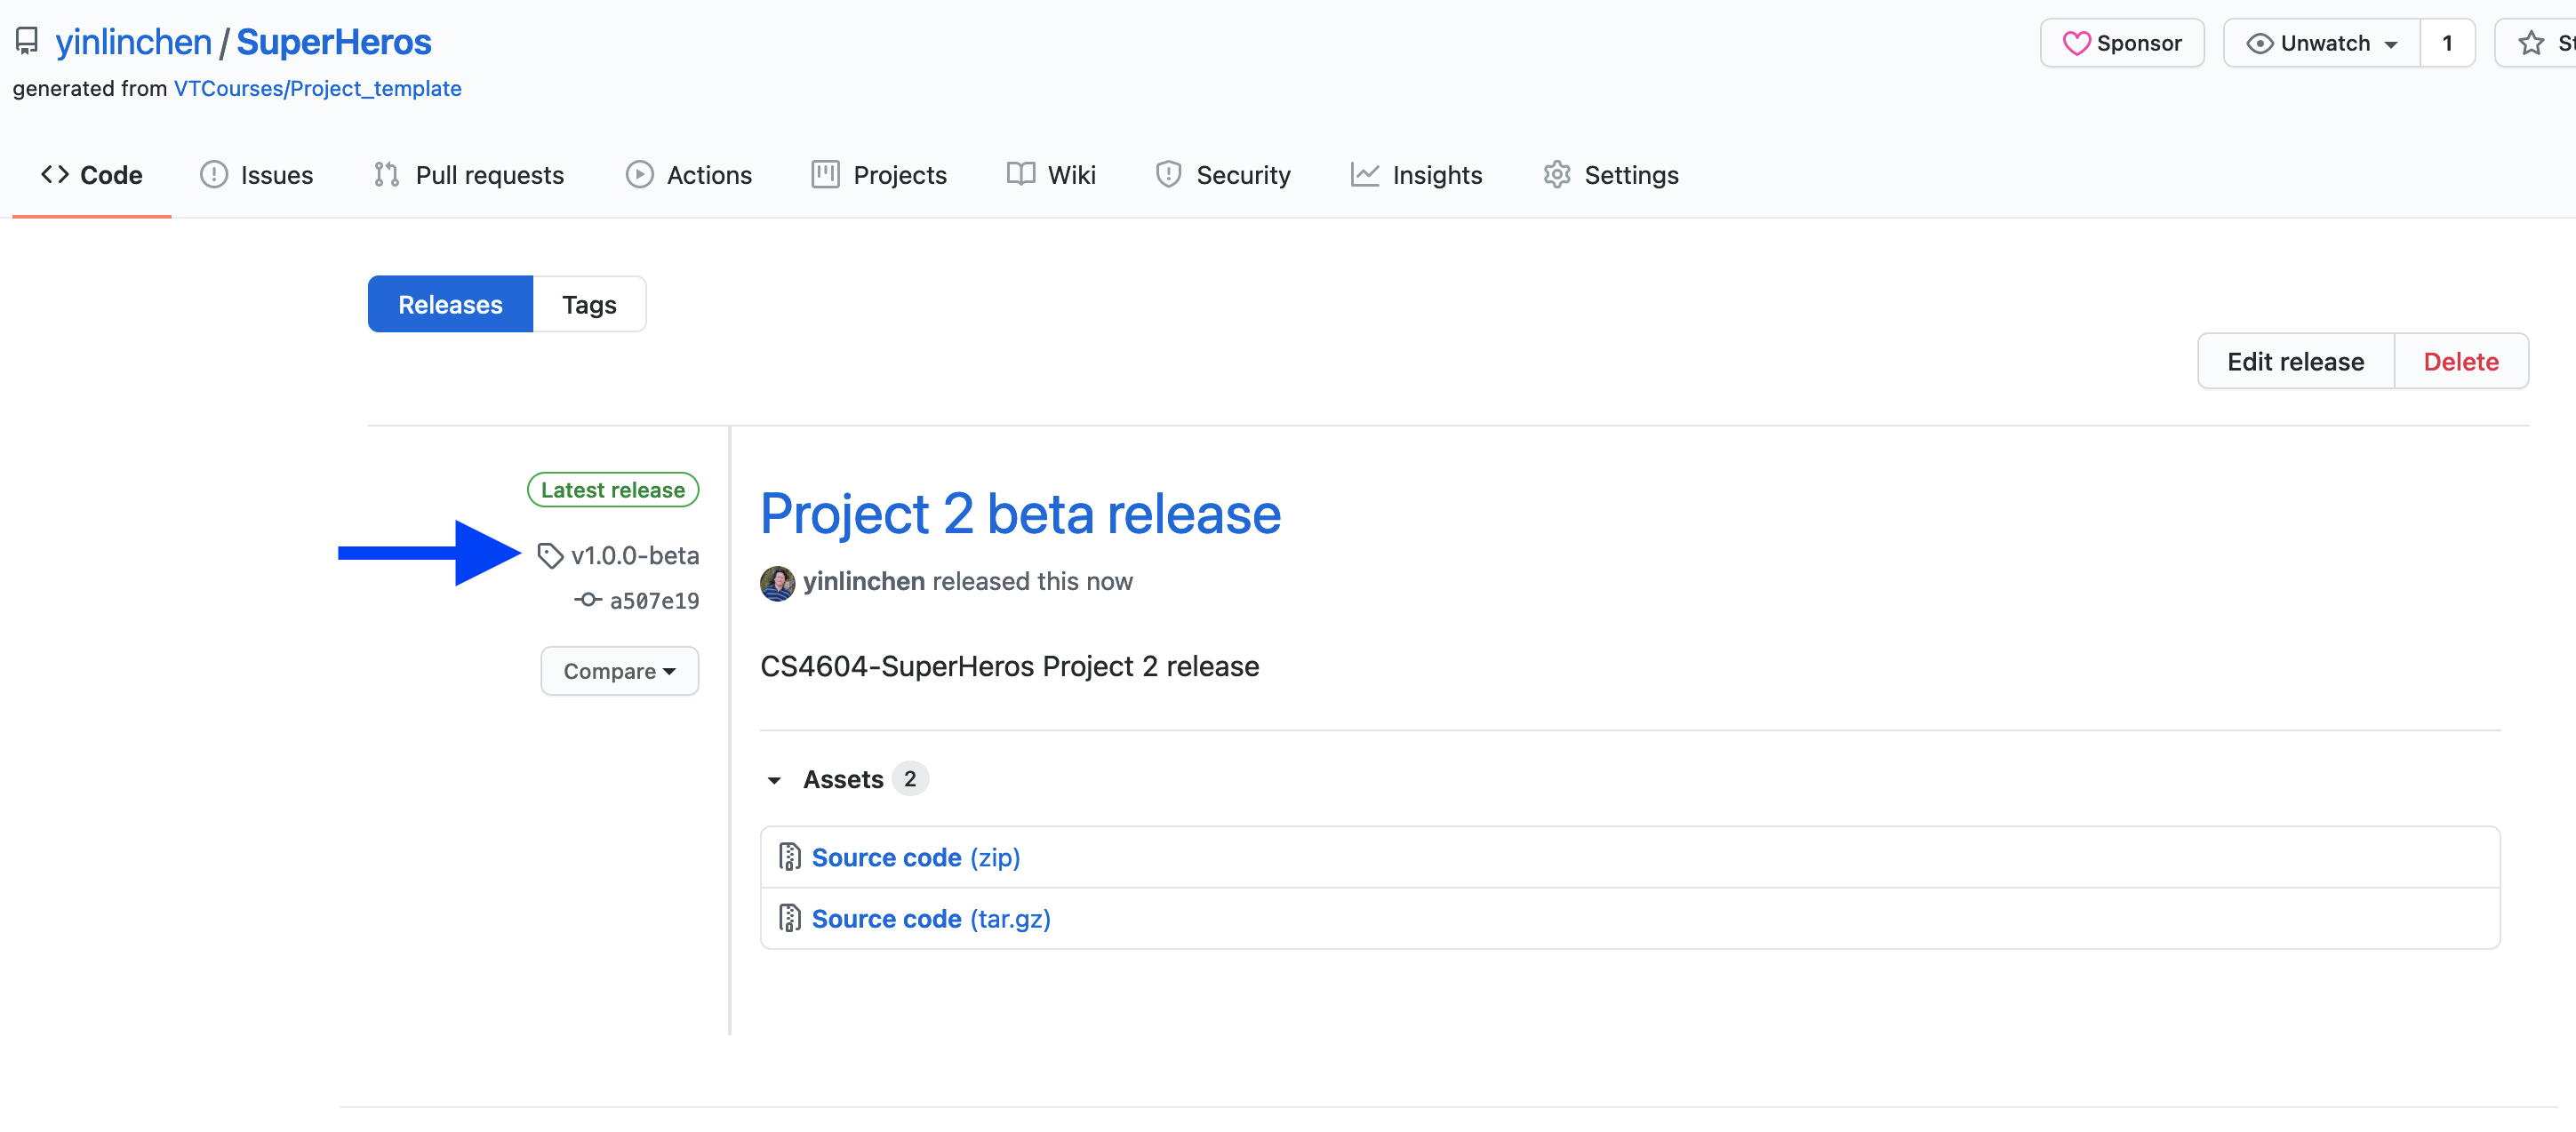 yinlinchen / SuperHeros
Sponsor
Unwatch
1
generated from VTCourses/Project_template
Code
Issues
Pull requests
Actions
Projects
Wiki
Security
Insights
Settings
Releases
Tags
Edit release
Delete
Latest release
v1.0.0-beta
a507e19
Compare
Project 2 beta release
yinlinchen released this now
CS4604-SuperHeros Project 2 release
Assets 2
Source code (zip)
Source code (tar.gz)